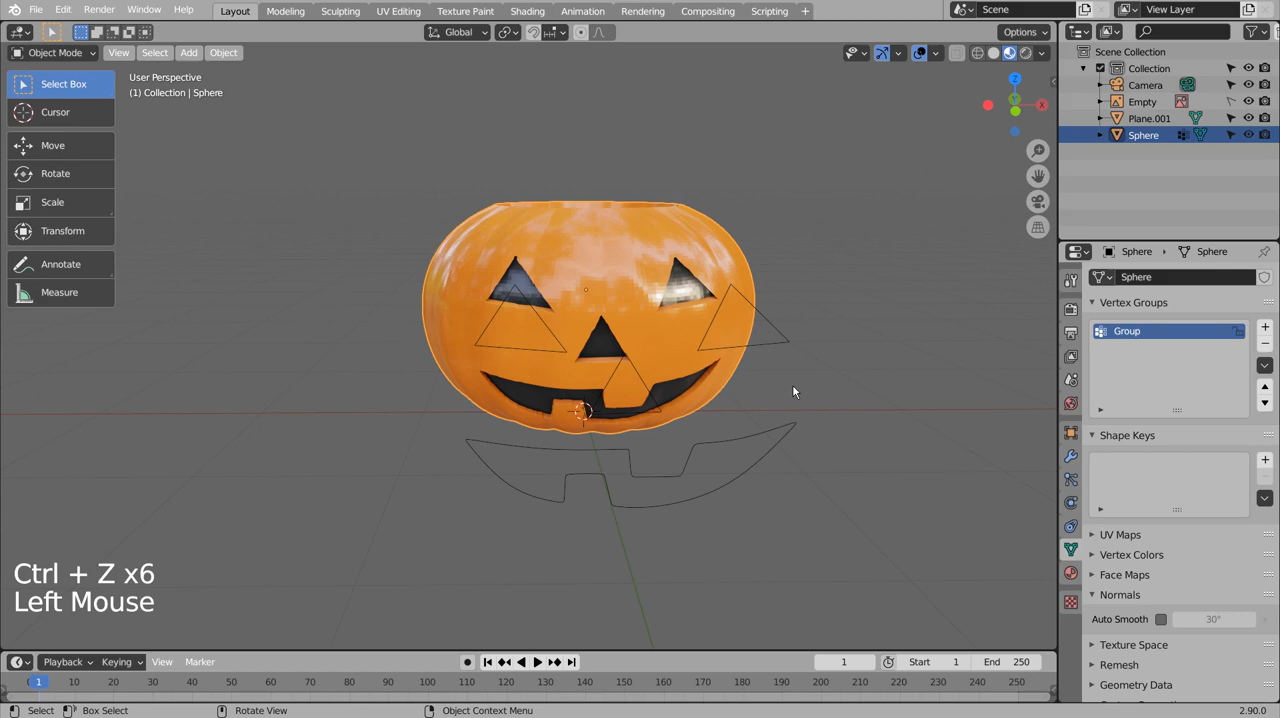 File Edit Render Window Help Layout Modeling Sculpting UV Editing Texture Paint Shading Animation Rendering Compositing Scripting + Scene View Layer
Global Options
Object Mode View Select Add Object
Select Box
Cursor
Move
Rotate
Scale
Transform
Annotate
Measure
User Perspective
(1) Collection | Sphere
Z
Y
X
Ctrl + Z x6
Left Mouse
Scene Collection
Collection
Camera
Empty
Plane.001
Sphere
Sphere Sphere
Sphere
Vertex Groups
Group
Shape Keys
UV Maps
Vertex Colors
Face Maps
Normals
Auto Smooth 30°
Texture Space
Remesh
Geometry Data
Playback Keying View Marker 1 Start 1 End 250
1 10 20 30 40 50 60 70 80 90 100 110 120 130 140 150 160 170 180 190 200 210 220 230 240 250
Select Box Select Rotate View Object Context Menu 2.90.0